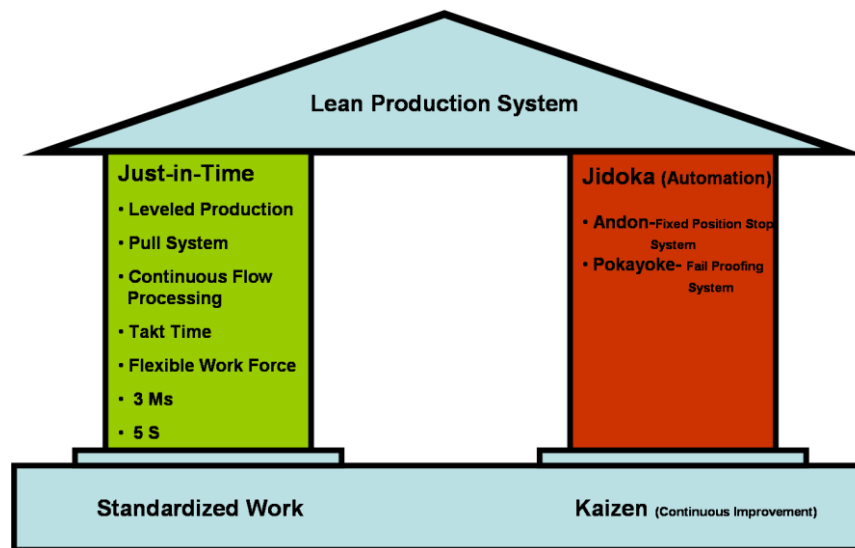 Lean Production System
Just-in-Time
• Leveled Production
• Pull System
• Continuous Flow
Processing
• Takt Time
• Flexible Work Force
• 3 Ms
• 5 S
Jidoka (Automation)
• Andon-Fixed Position Stop
System
• Pokayoke- Fail Proofing
System
Standardized Work
Kaizen (Continuous Improvement)